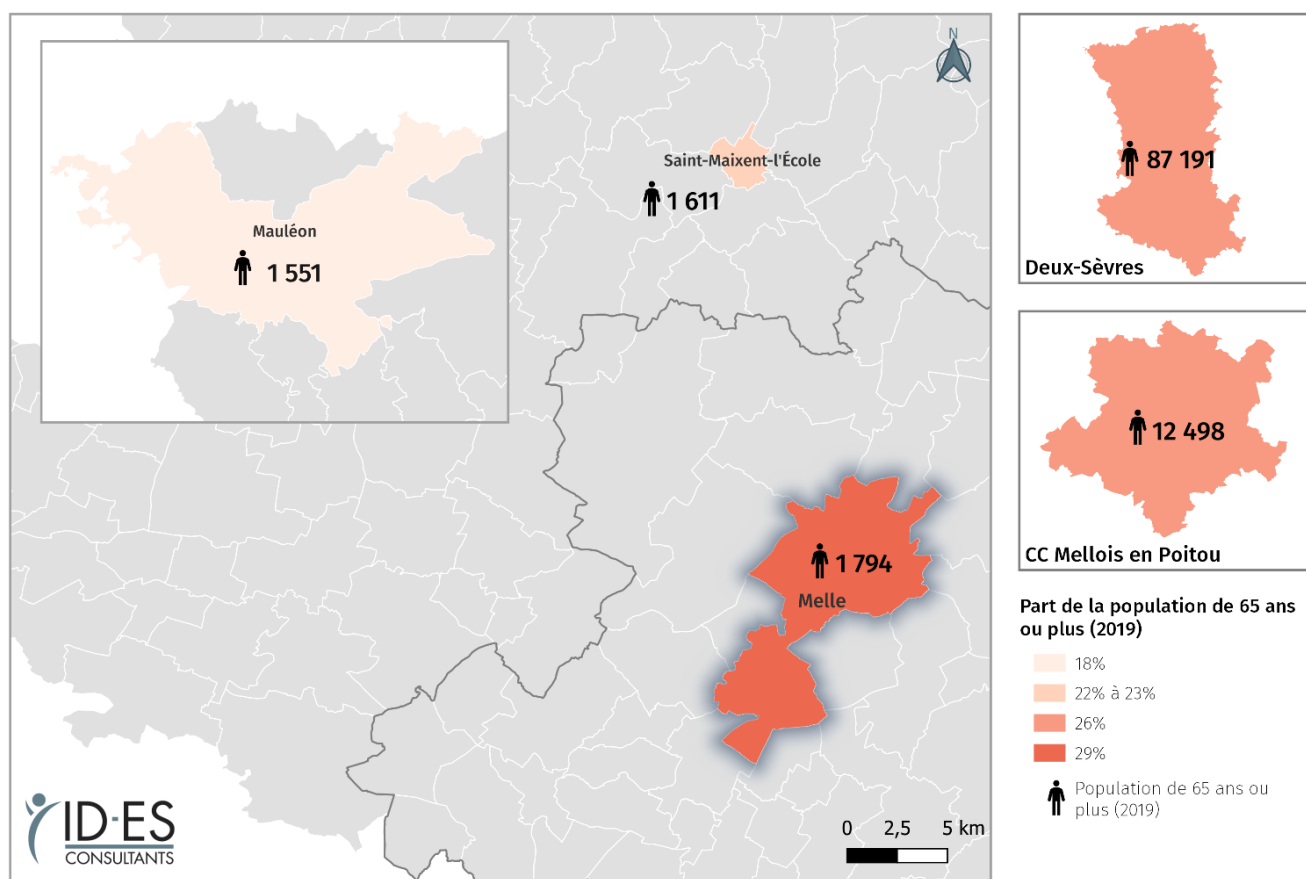 N
Saint-Maixent-l'École
1 611
Mauléon
1 551
87 191
Deux-Sèvres
12 498
CC Mellois en Poitou
1 794
Melle
Part de la population de 65 ans
ou plus (2019)
18%
22% à 23%
26%
29%
Population de 65 ans ou
plus (2019)
ID-ES
CONSULTANTS
0 2,5 5 km